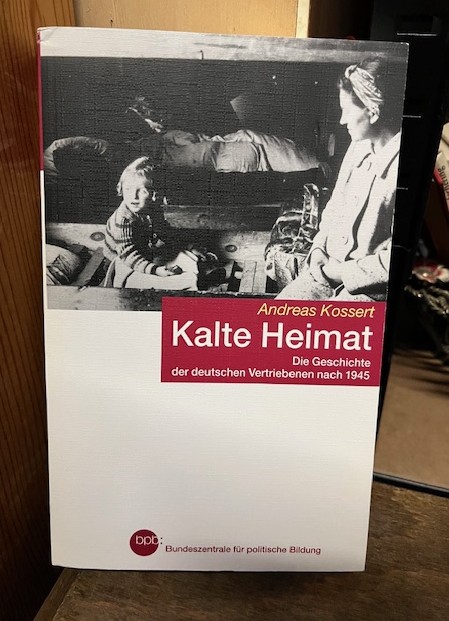 Andreas Kossert
Kalte Heimat
Die Geschichte
der deutschen Vertriebenen nach 1945
bpb: Bundeszentrale für politische Bildung